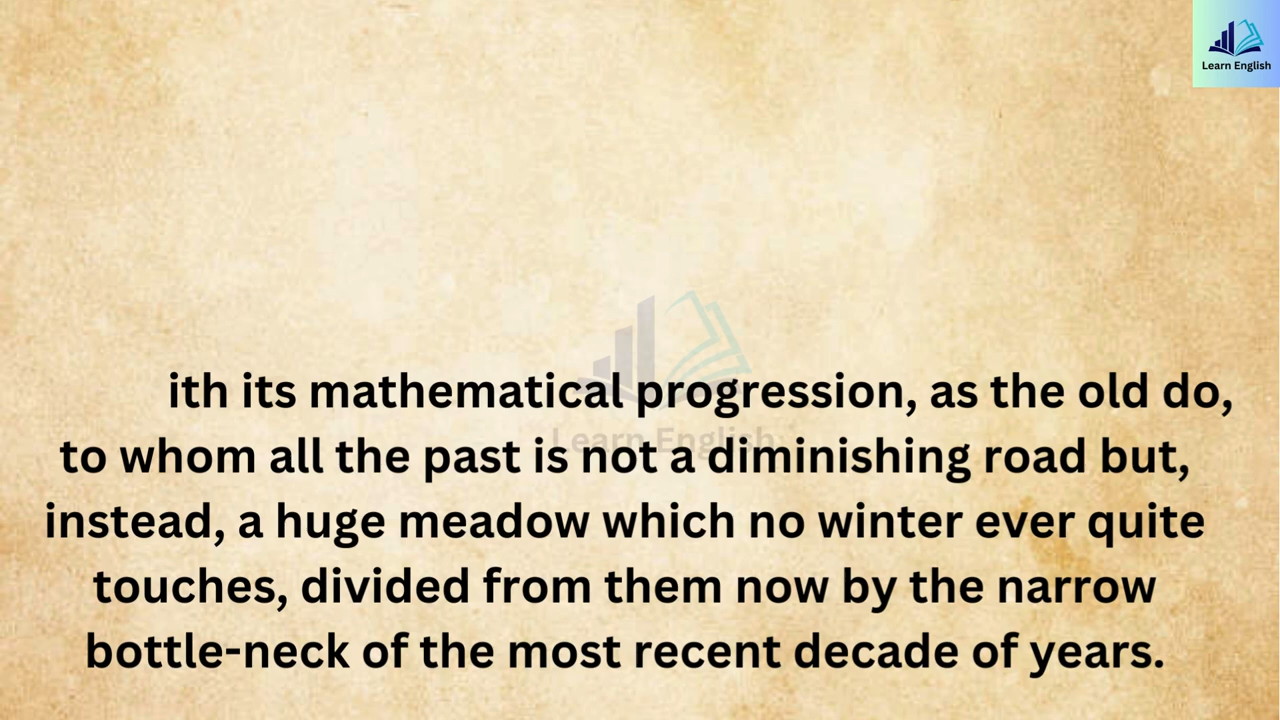 Learn English
ith its mathematical progression, as the old do,
to whom all the past is not a diminishing road but,
instead, a huge meadow which no winter ever quite
touches, divided from them now by the narrow
bottle-neck of the most recent decade of years.
Learn English